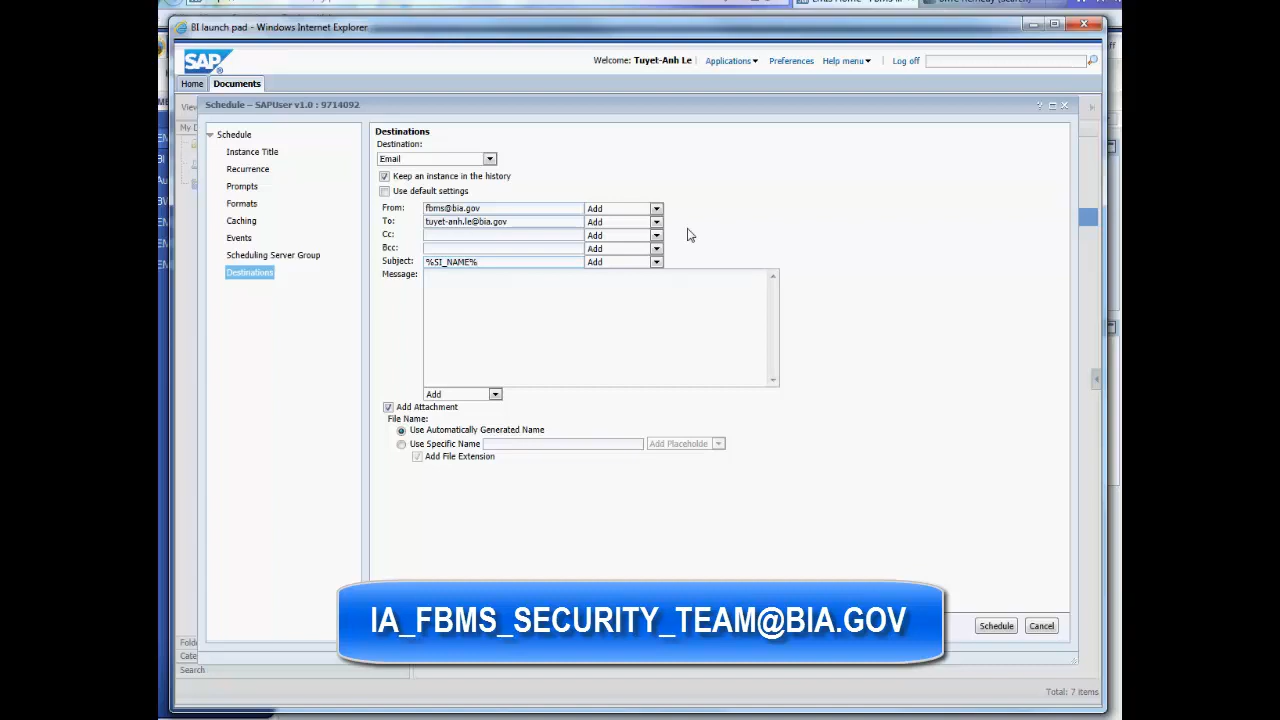 BI launch pad - Windows Internet Explorer
SAP
Welcome: Tuyet-Anh Le
Applications
Preferences
Help menu
Log off
Home
Documents
Schedule – SAPUser v1.0 : 9714092
Schedule
Instance Title
Recurrence
Prompts
Formats
Caching
Events
Scheduling Server Group
Destinations
Destinations
Destination:
Email
Keep an instance in the history
Use default settings
From: fbms@bia.gov Add
To: tuyet-anh.le@bia.gov Add
Cc: Add
Bcc: Add
Subject: %SI_NAME% Add
Message:
Add
Add Attachment
File Name:
Use Automatically Generated Name
Use Specific Name Add Placeholde
Add File Extension
IA_FBMS_SECURITY_TEAM@BIA.GOV
Schedule Cancel
Search
Total: 7 items